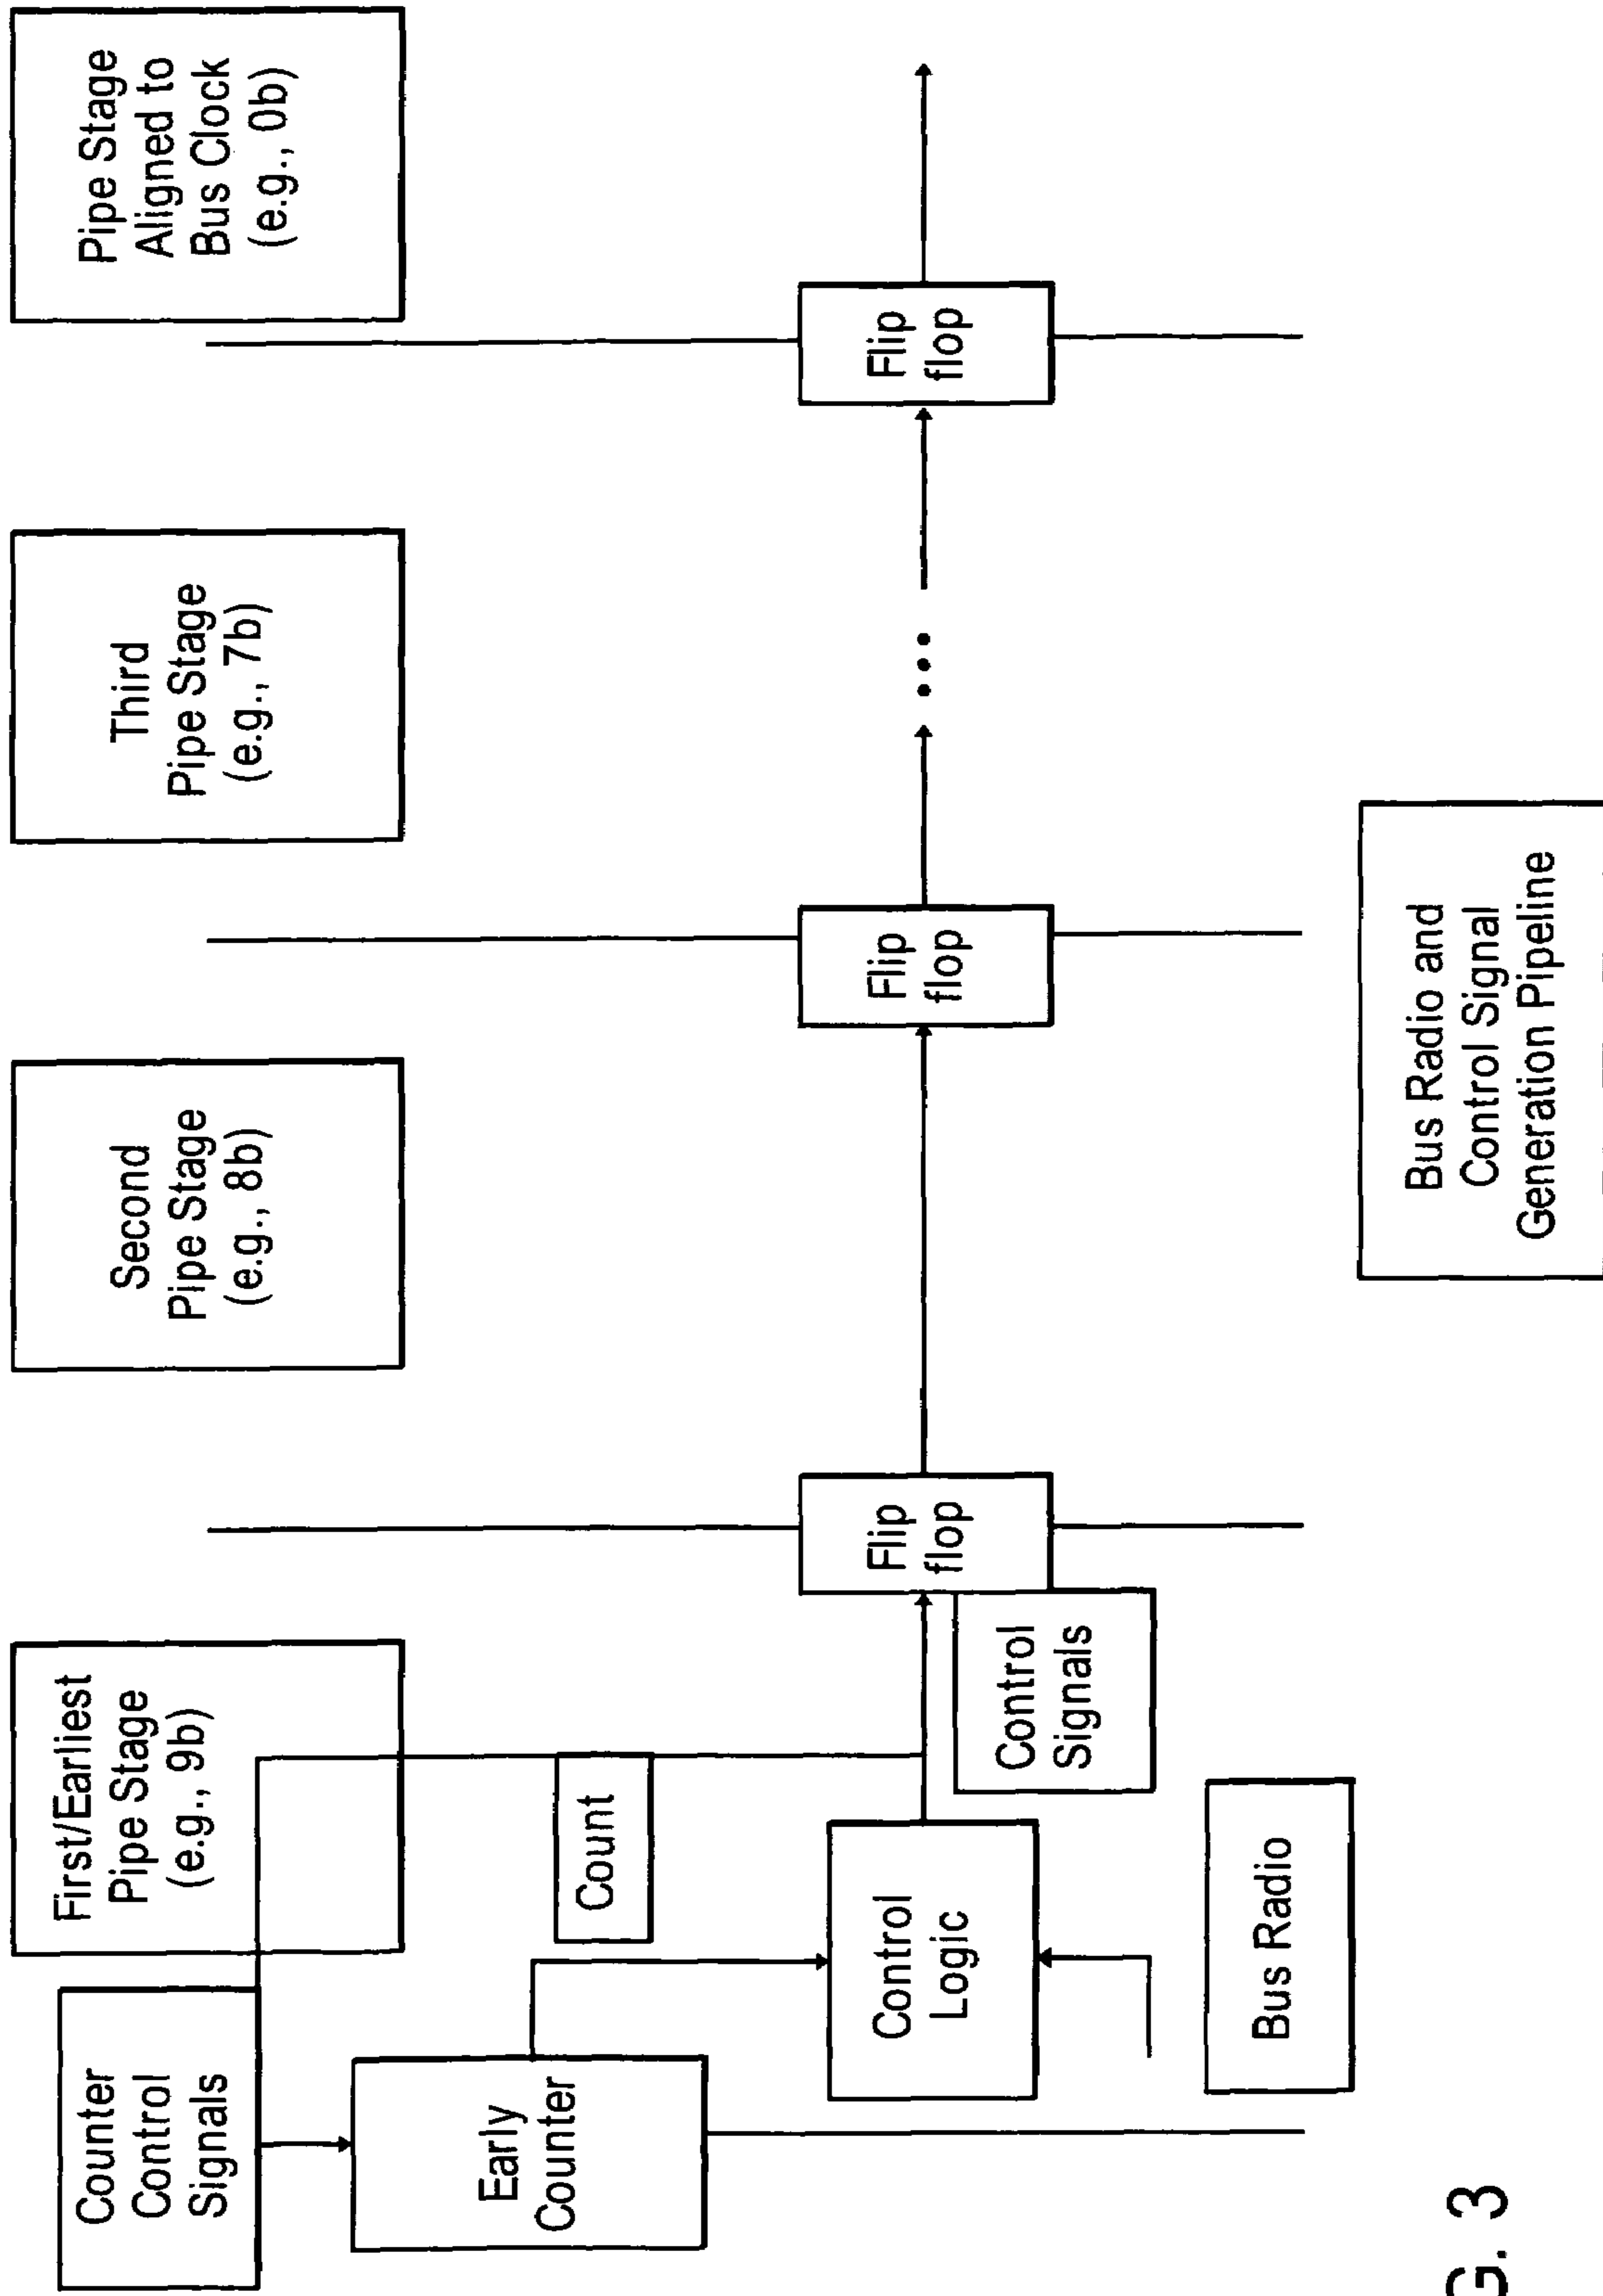 Counter
Control
Signals
First/Earliest
Pipe Stage
(e.g., 9b)
Second
Pipe Stage
(e.g., 8b)
Third
Pipe Stage
(e.g., 7b)
Pipe Stage
Aligned to
Bus Clock
(e.g., 0b)
Early
Counter
Count
Control
Logic
Control
Signals
Flip
flop
Flip
flop
• • •
Flip
flop
Bus Radio
Bus Radio and
Control Signal
Generation Pipeline
G. 3